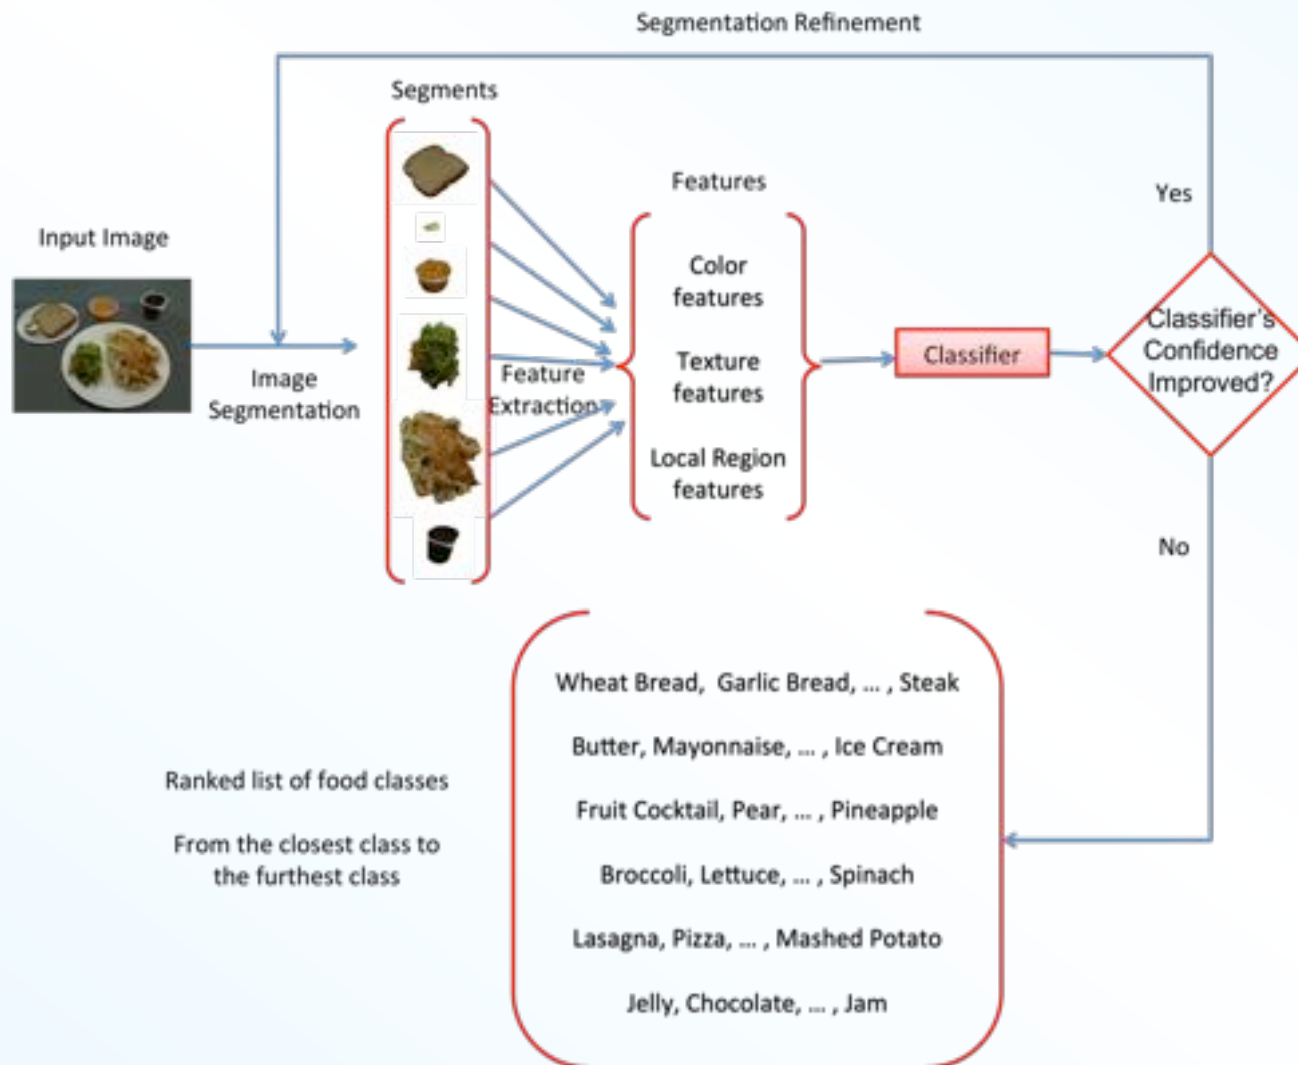 Segmentation Refinement
Segments
Features
Yes
Input Image
Color
features
Classifier's
Confidence
Improved?
Classifier
Texture
features
Image
Segmentation
Feature
Extraction
Local Region
features
No
Wheat Bread, Garlic Bread, ... , Steak
Butter, Mayonnaise, ... , Ice Cream
Ranked list of food classes
Fruit Cocktail, Pear, ... , Pineapple
From the closest class to
the furthest class
Broccoli, Lettuce, ... , Spinach
Lasagna, Pizza, ... , Mashed Potato
Jelly, Chocolate, ... , Jam